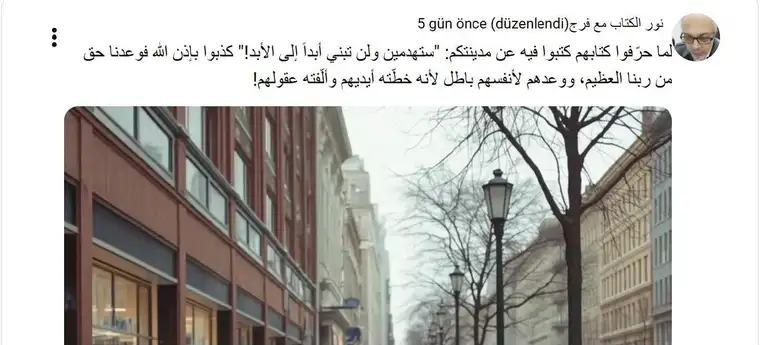 نور الكتاب مع فرج(düzenlendi) 5 gün önce
لما حرّفوا كتابهم كتبوا فيه عن مدينتكم: "ستهدمين ولن تبني أبداً إلى الأبد!" كذبوا بإذن الله فوعدنا حق
من ربنا العظيم، ووعدهم لأنفسهم باطل لأنه خطّته أيديهم وألّفته عقولهم!